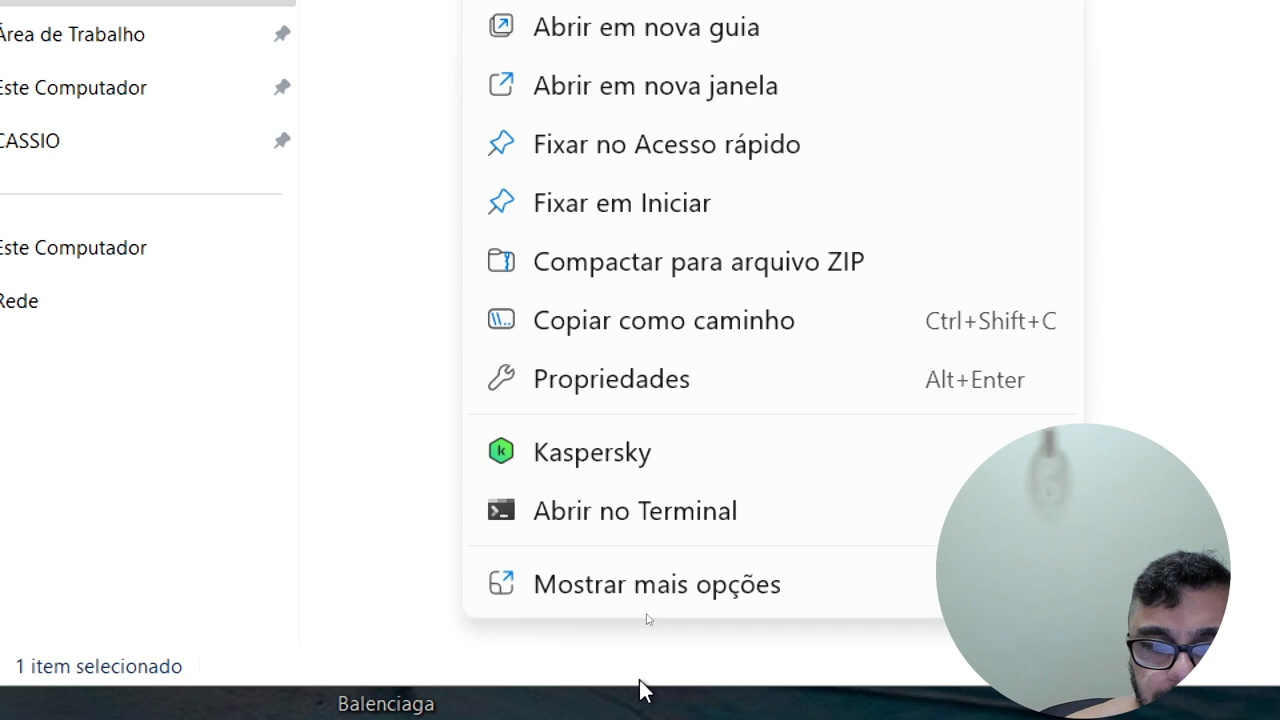 Área de Trabalho
Este Computador
CASSIO
Este Computador
Rede
Abrir em nova guia
Abrir em nova janela
Fixar no Acesso rápido
Fixar em Iniciar
Compactar para arquivo ZIP
Copiar como caminho Ctrl+Shift+C
Propriedades Alt+Enter
Kaspersky
Abrir no Terminal
Mostrar mais opções
1 item selecionado
Balenciaga